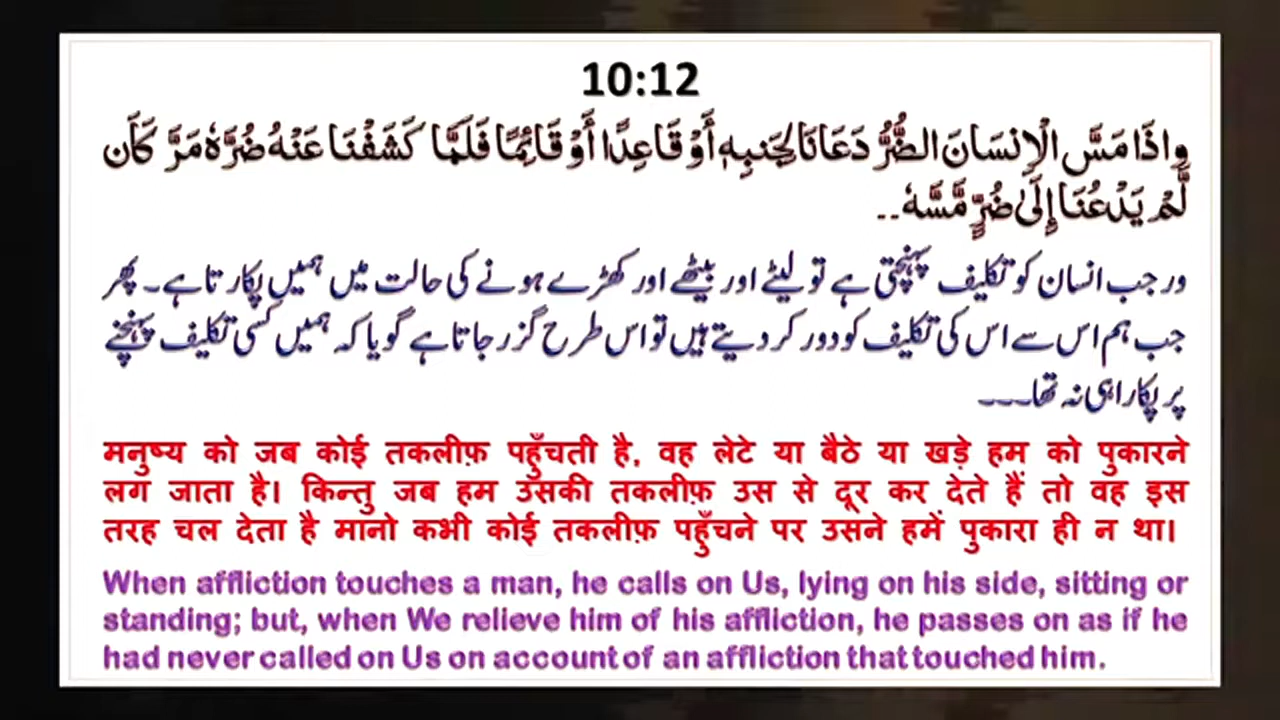 10:12
واِذَا مَسَّ الْاِنسَانَ الضُّرُّ دَعَانَا لِجَنبِهٖ أَوْ قَاعِدًا أَوْ قَائِمًا فَلَمَّا كَشَفْنَا عَنْهُ ضُرَّهٗ مَرَّ كَأَن
لَّمْ يَدْعُنَا إِلَىٰ ضُرٍّ مَّسَّهٗ..
ور جب انسان کو تکلیف پہنچتی ہے تو لیٹے اور بیٹھے اور کھڑے ہونے کی حالت میں ہمیں پکارتا ہے۔ پھر
جب ہم اس سے اس کی تکلیف کو دور کر دیتے ہیں تو اس طرح گزر جاتا ہے گویا کہ ہمیں کسی تکلیف پہنچنے
پر پکارا ہی نہ تھا۔۔۔
मनुष्य को जब कोई तकलीफ़ पहुँचती है, वह लेटे या बैठे या खड़े हम को पुकारने
लग जाता है। किन्तु जब हम उसकी तकलीफ़ उस से दूर कर देते हैं तो वह इस
तरह चल देता है मानो कभी कोई तकलीफ़ पहुँचने पर उसने हमें पुकारा ही न था।
When affliction touches a man, he calls on Us, lying on his side, sitting or
standing; but, when We relieve him of his affliction, he passes on as if he
had never called on Us on account of an affliction that touched him.